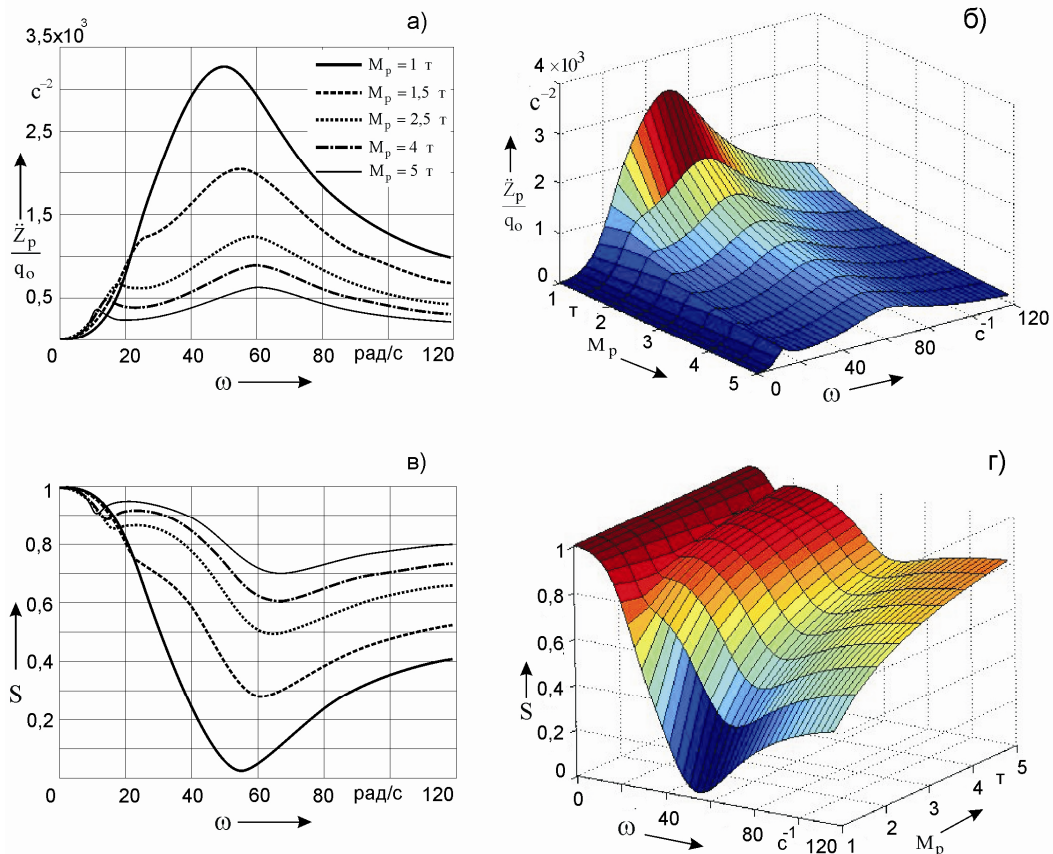 а)
3,5×10³
с⁻²
2,5
1,5
Z̈ₚ
qₒ
0,5
Mₚ = 1 т
Mₚ = 1,5 т
Mₚ = 2,5 т
Mₚ = 4 т
Mₚ = 5 т
0 20 40 60 80 рад/с 120
ω
б)
4 ×10³
с⁻²
3
2
Z̈ₚ
qₒ
1
0
1
т 2
Mₚ 3
4
5
0
40
80
с⁻¹
120
ω
в)
1
0,8
0,6
0,4
S
0,2
0 20 40 60 80 рад/с 120
ω
г)
1
0,8
0,6
0,4
S
0,2
0
0
40
80
с⁻¹
120
ω
1
2
3
4
т
5
Mₚ